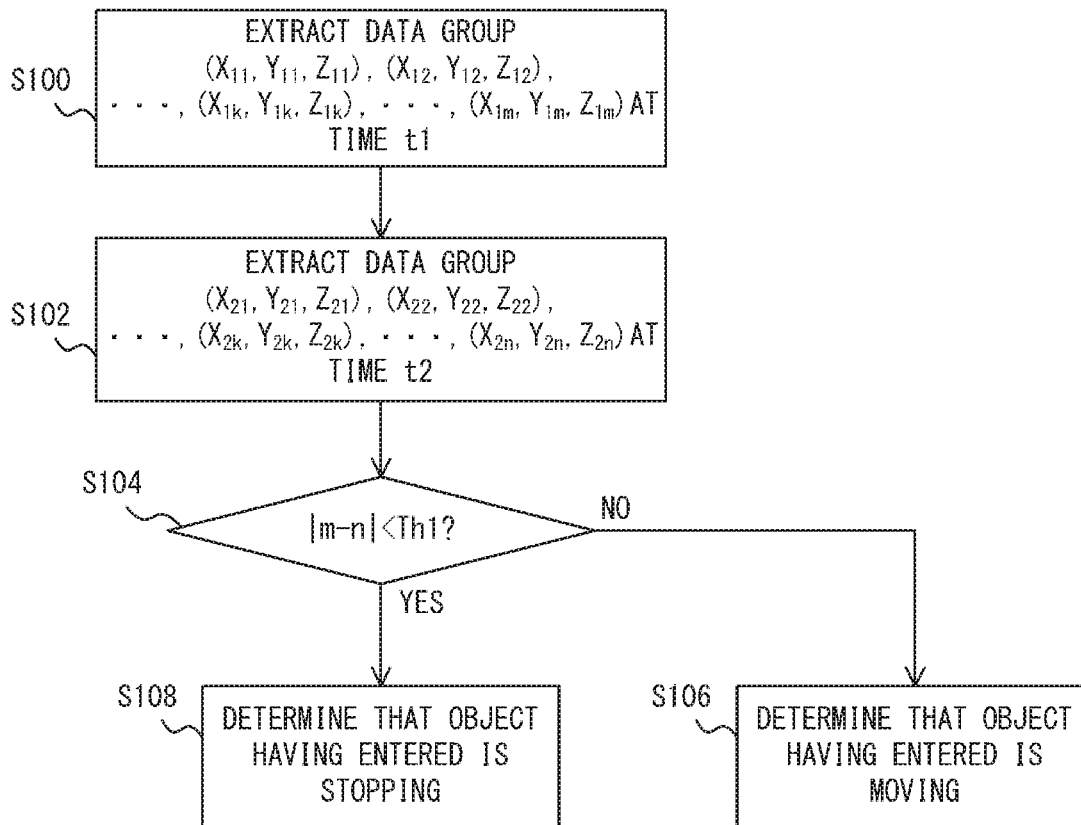 EXTRACT DATA GROUP
(X₁₁, Y₁₁, Z₁₁), (X₁₂, Y₁₂, Z₁₂),
S100
· · ·, (X₁ₖ, Y₁ₖ, Z₁ₖ), · · ·, (X₁ₘ, Y₁ₘ, Z₁ₘ) AT
TIME t1
EXTRACT DATA GROUP
(X₂₁, Y₂₁, Z₂₁), (X₂₂, Y₂₂, Z₂₂),
S102
· · ·, (X₂ₖ, Y₂ₖ, Z₂ₖ), · · ·, (X₂ₙ, Y₂ₙ, Z₂ₙ) AT
TIME t2
S104
|m-n|<Th1?
NO
YES
S108
DETERMINE THAT OBJECT
HAVING ENTERED IS
STOPPING
S106
DETERMINE THAT OBJECT
HAVING ENTERED IS
MOVING